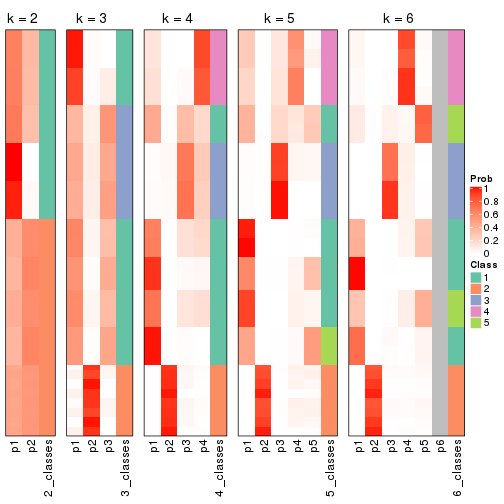 k = 2
k = 3
k = 4
k = 5
k = 6
Prob
1
0.8
0.6
0.4
0.2
0
Class
1
2
3
4
5
p1
p2
2_classes
p1
p2
p3
3_classes
p1
p2
p3
p4
4_classes
p1
p2
p3
p4
p5
5_classes
p1
p2
p3
p4
p5
p6
6_classes